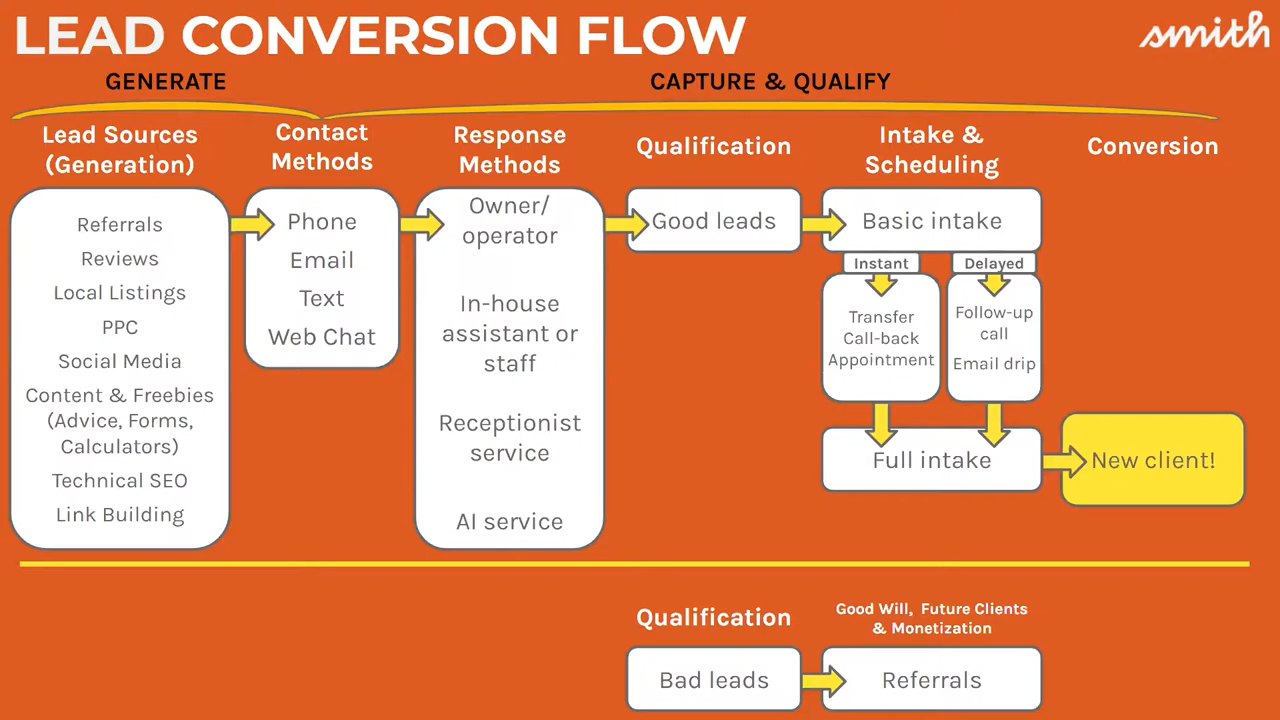 LEAD CONVERSION FLOW
smith
GENERATE
CAPTURE & QUALIFY
Lead Sources
(Generation)
Contact
Methods
Response
Methods
Qualification
Intake &
Scheduling
Conversion
Referrals
Reviews
Local Listings
PPC
Social Media
Content & Freebies
(Advice, Forms,
Calculators)
Technical SEO
Link Building
Phone
Email
Text
Web Chat
Owner/
operator
In-house
assistant or
staff
Receptionist
service
AI service
Good leads
Basic intake
Instant
Delayed
Transfer
Call-back
Appointment
Follow-up
call
Email drip
Full intake
New client!
Qualification
Good Will, Future Clients
& Monetization
Bad leads
Referrals